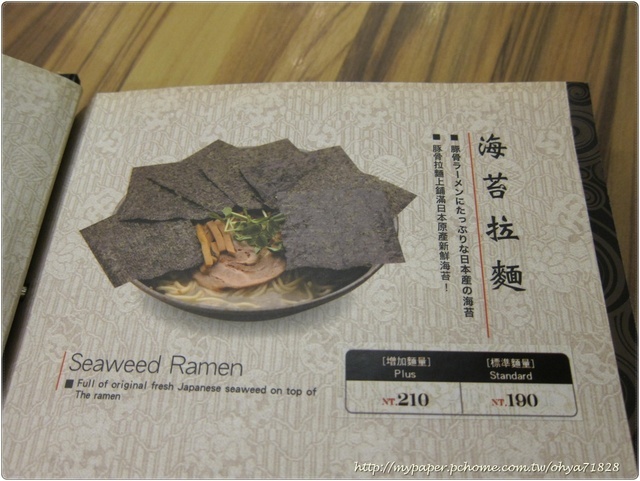 海苔拉麵
■豚骨ラーメンにたっぷりな日本産の海苔
■豚骨拉麵上鋪滿日本原產新鮮海苔！
Seaweed Ramen
■ Full of original fresh Japanese seaweed on top of
The ramen
[增加麵量] [標準麵量]
Plus Standard
NT.210 NT.190
http://mypaper.pchome.com.tw/ohya71828